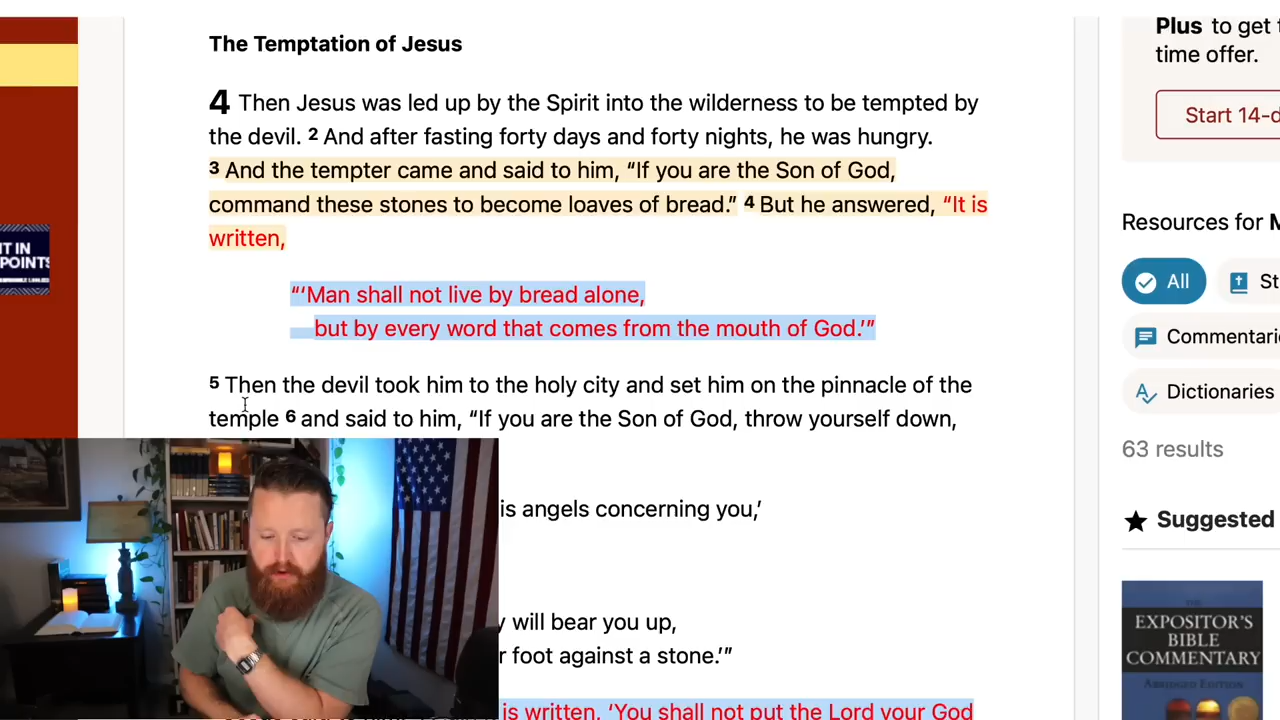 The Temptation of Jesus
4 Then Jesus was led up by the Spirit into the wilderness to be tempted by
the devil. 2 And after fasting forty days and forty nights, he was hungry.
3 And the tempter came and said to him, “If you are the Son of God,
command these stones to become loaves of bread.” 4 But he answered, “It is
written,
“‘Man shall not live by bread alone,
but by every word that comes from the mouth of God.’”
5 Then the devil took him to the holy city and set him on the pinnacle of the
temple 6 and said to him, “If you are the Son of God, throw yourself down,
is angels concerning you,’
will bear you up,
foot against a stone.’”
is written, ‘You shall not put the Lord your God
IT IN
POINTS
Plus to get
time offer.
Start 14-d
Resources for M
All
St
Commentari
Dictionaries
63 results
Suggested
THE
EXPOSITOR'S
BIBLE
COMMENTARY
ABRIDGED EDITION